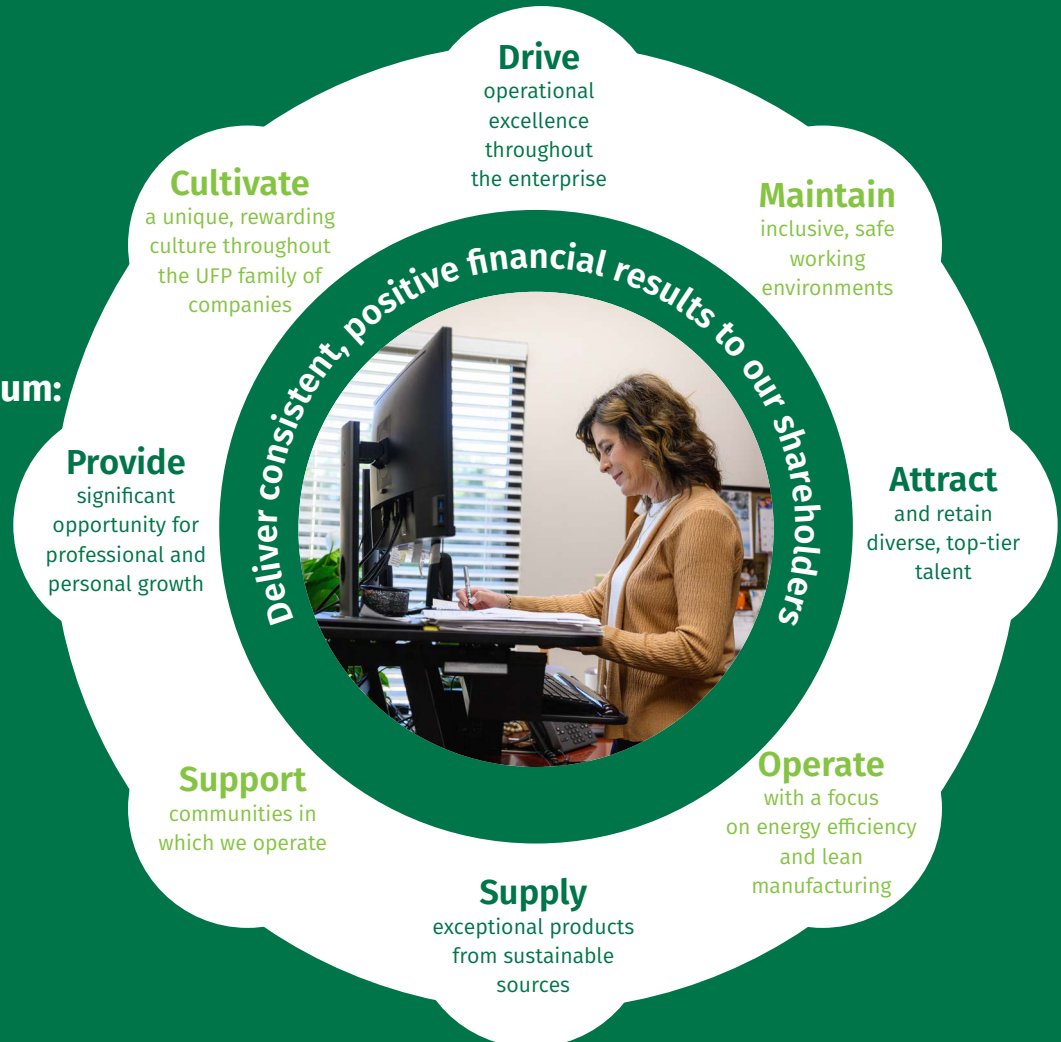 Drive
operational
excellence
throughout
the enterprise
Maintain
inclusive, safe
working
environments
Attract
and retain
diverse, top-tier
talent
Operate
with a focus
on energy efficiency
and lean
manufacturing
Supply
exceptional products
from sustainable
sources
Support
communities in
which we operate
Provide
significant
opportunity for
professional and
personal growth
Cultivate
a unique, rewarding
culture throughout
the UFP family of
companies
um:
Deliver consistent, positive financial results to our shareholders